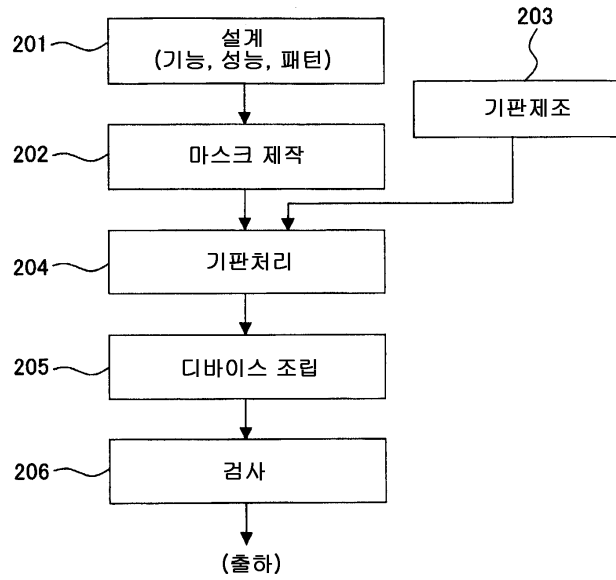 201
설계
(기능, 성능, 패턴)
203
기판제조
202
마스크 제작
204
기판처리
205
디바이스 조립
206
검사
(출하)